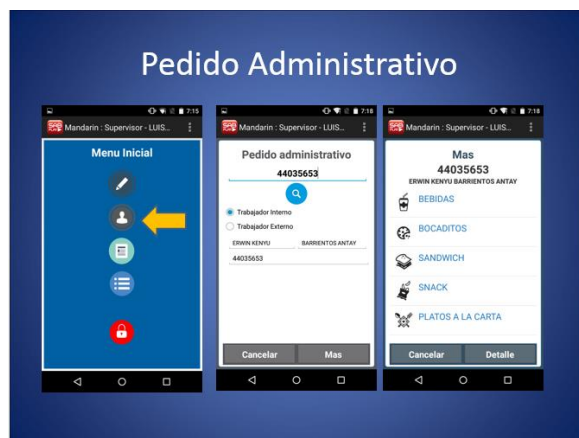 Pedido Administrativo
7:15
Mandarin : Supervisor - LUIS...
Menu Inicial
7:18
Mandarin : Supervisor - LUIS...
Pedido administrativo
44035653
Trabajador Interno
Trabajador Externo
ERWIN KENYU BARRIENTOS ANTAY
44035653
Cancelar Mas
7:18
Mandarin : Supervisor - LUIS...
Mas
44035653
ERWIN KENYU BARRIENTOS ANTAY
BEBIDAS
BOCADITOS
SANDWICH
SNACK
PLATOS A LA CARTA
Cancelar Detalle